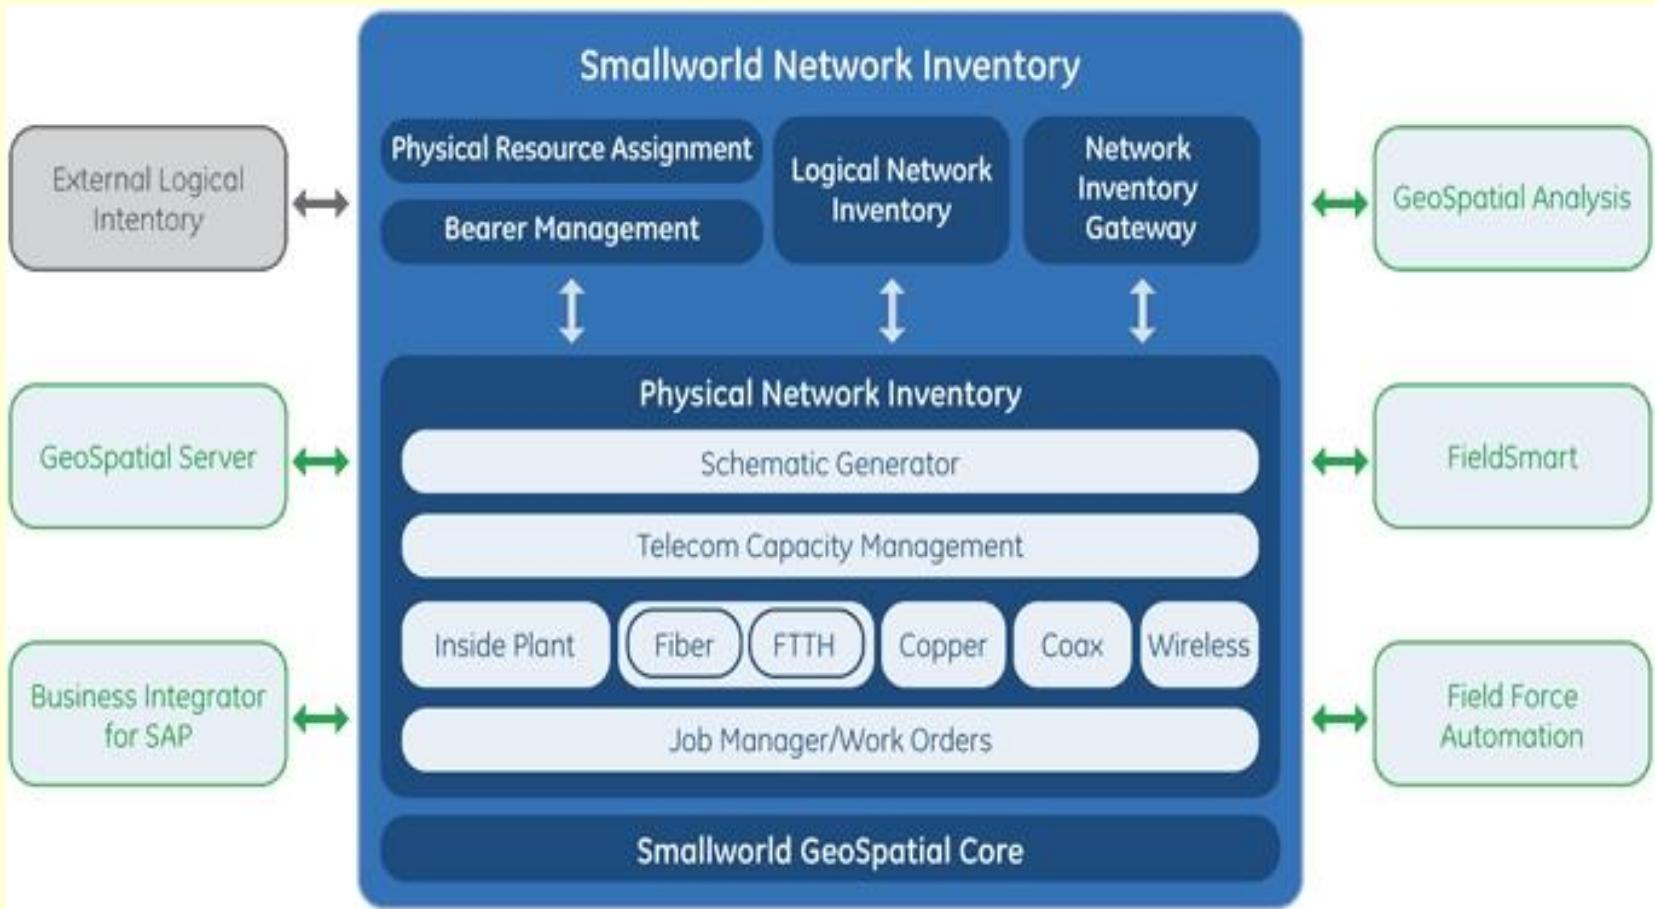 Smallworld Network Inventory
External Logical
Intentory
GeoSpatial Server
Business Integrator
for SAP
Physical Resource Assignment
Bearer Management
Logical Network
Inventory
Network
Inventory
Gateway
Physical Network Inventory
Schematic Generator
Telecom Capacity Management
Inside Plant
Fiber
FTTH
Copper
Coax
Wireless
Job Manager/Work Orders
Smallworld GeoSpatial Core
GeoSpatial Analysis
FieldSmart
Field Force
Automation